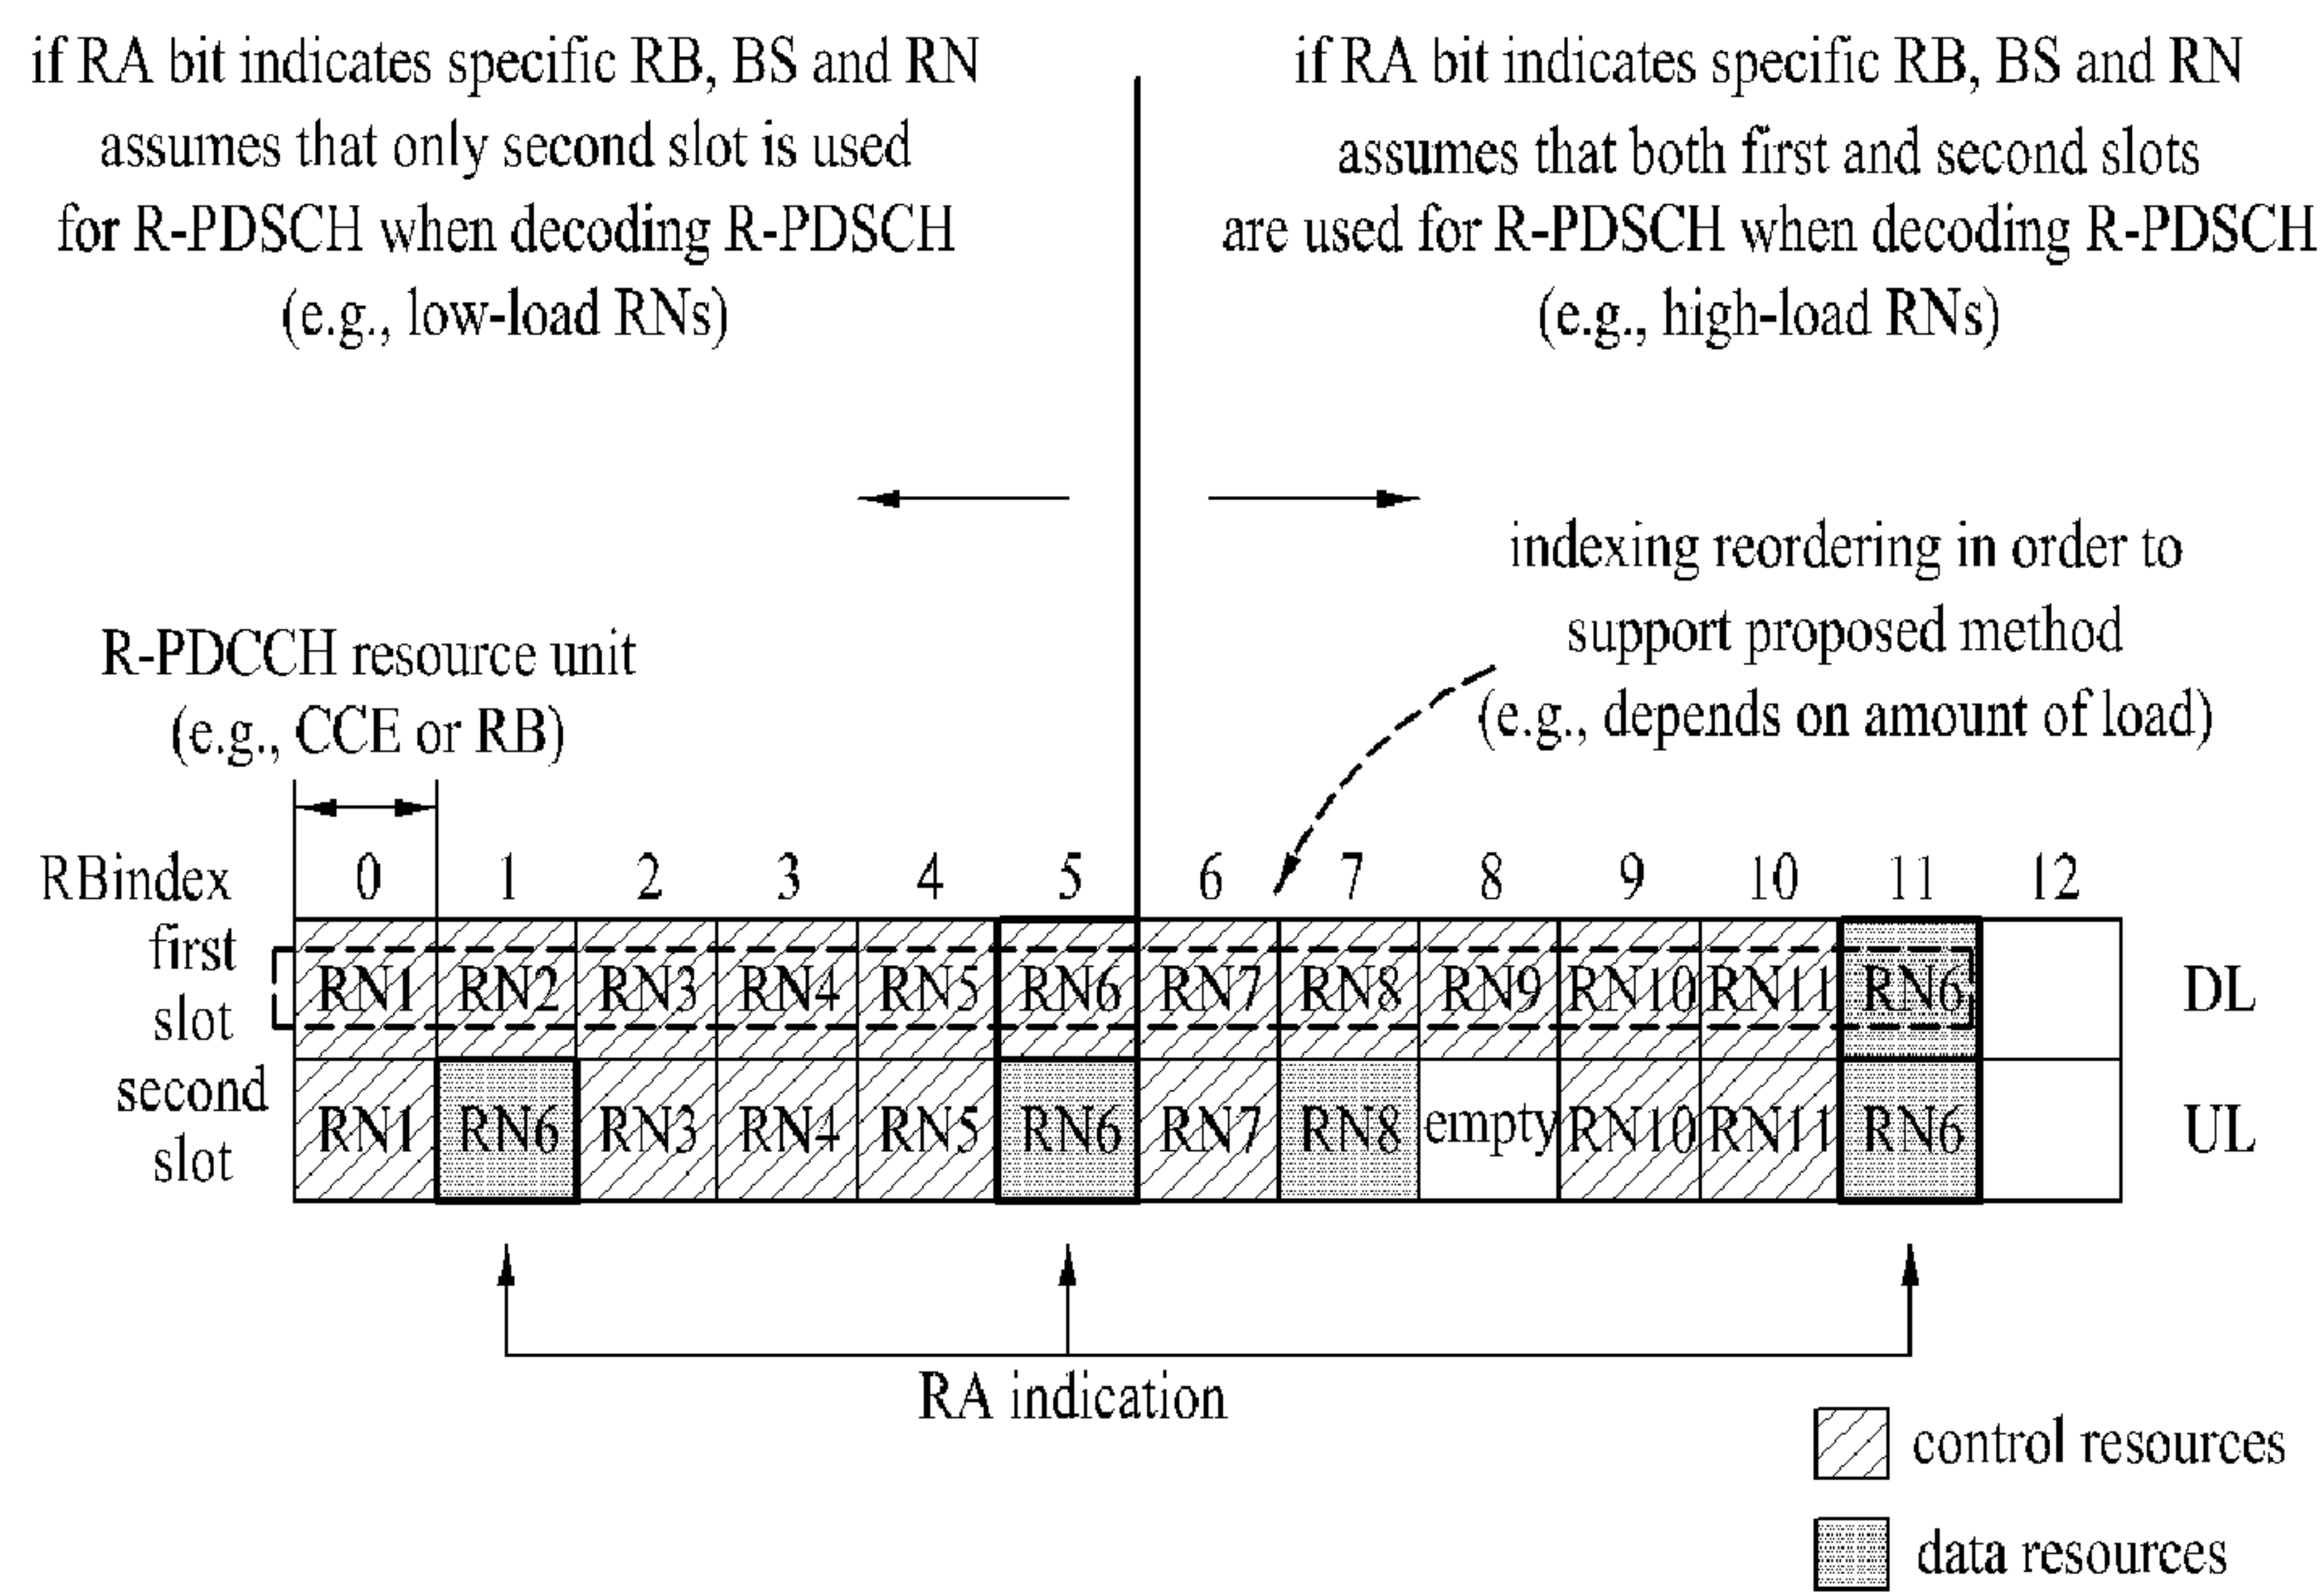 if RA bit indicates specific RB, BS and RN
assumes that only second slot is used
for R-PDSCH when decoding R-PDSCH
(e.g., low-load RNs)
if RA bit indicates specific RB, BS and RN
assumes that both first and second slots
are used for R-PDSCH when decoding R-PDSCH
(e.g., high-load RNs)
indexing reordering in order to
support proposed method
(e.g., depends on amount of load)
R-PDCCH resource unit
(e.g., CCE or RB)
RBindex 0 1 2 3 4 5 6 7 8 9 10 11 12
first
slot
RN1 RN2 RN3 RN4 RN5 RN6 RN7 RN8 RN9 RN10 RN11 RN6 DL
second
slot
RN1 RN6 RN3 RN4 RN5 RN6 RN7 RN8 empty RN10 RN11 RN6 UL
RA indication
control resources
data resources